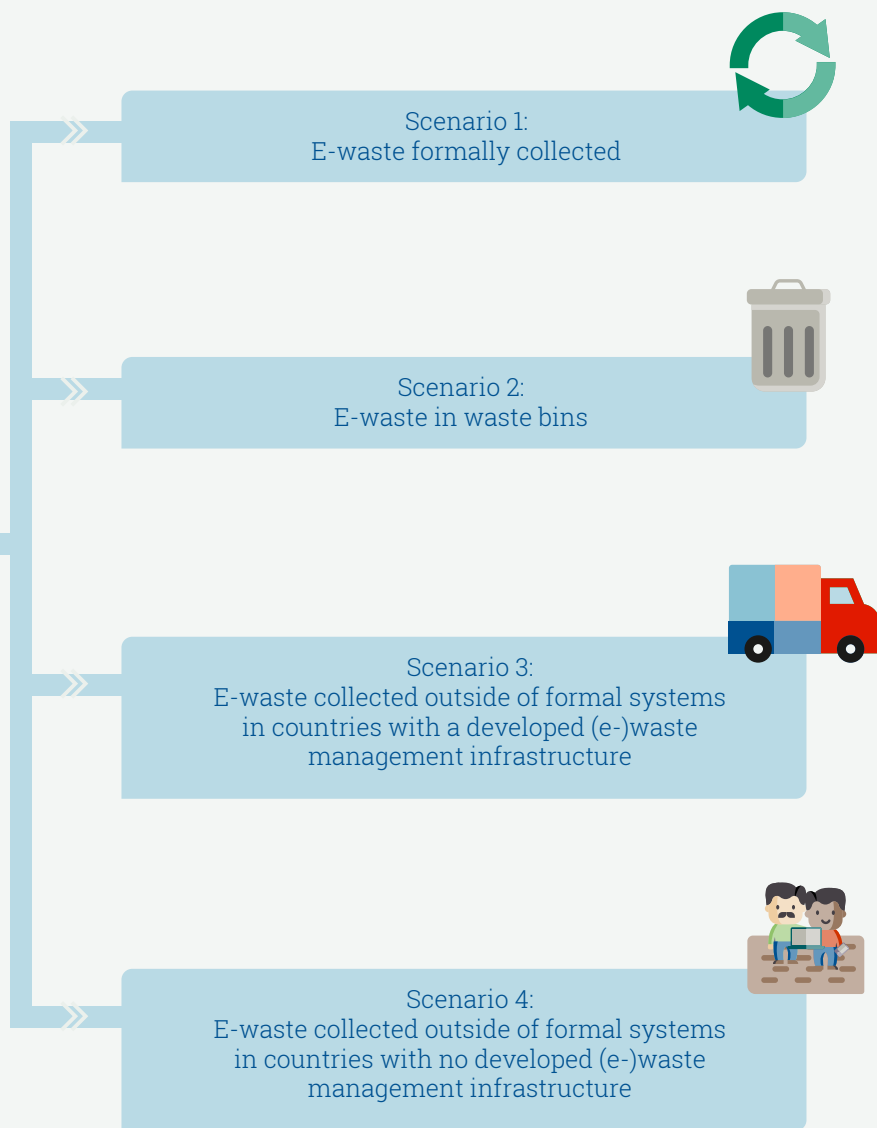 Scenario 1:
E-waste formally collected
Scenario 2:
E-waste in waste bins
Scenario 3:
E-waste collected outside of formal systems
in countries with a developed (e-)waste
management infrastructure
Scenario 4:
E-waste collected outside of formal systems
in countries with no developed (e-)waste
management infrastructure